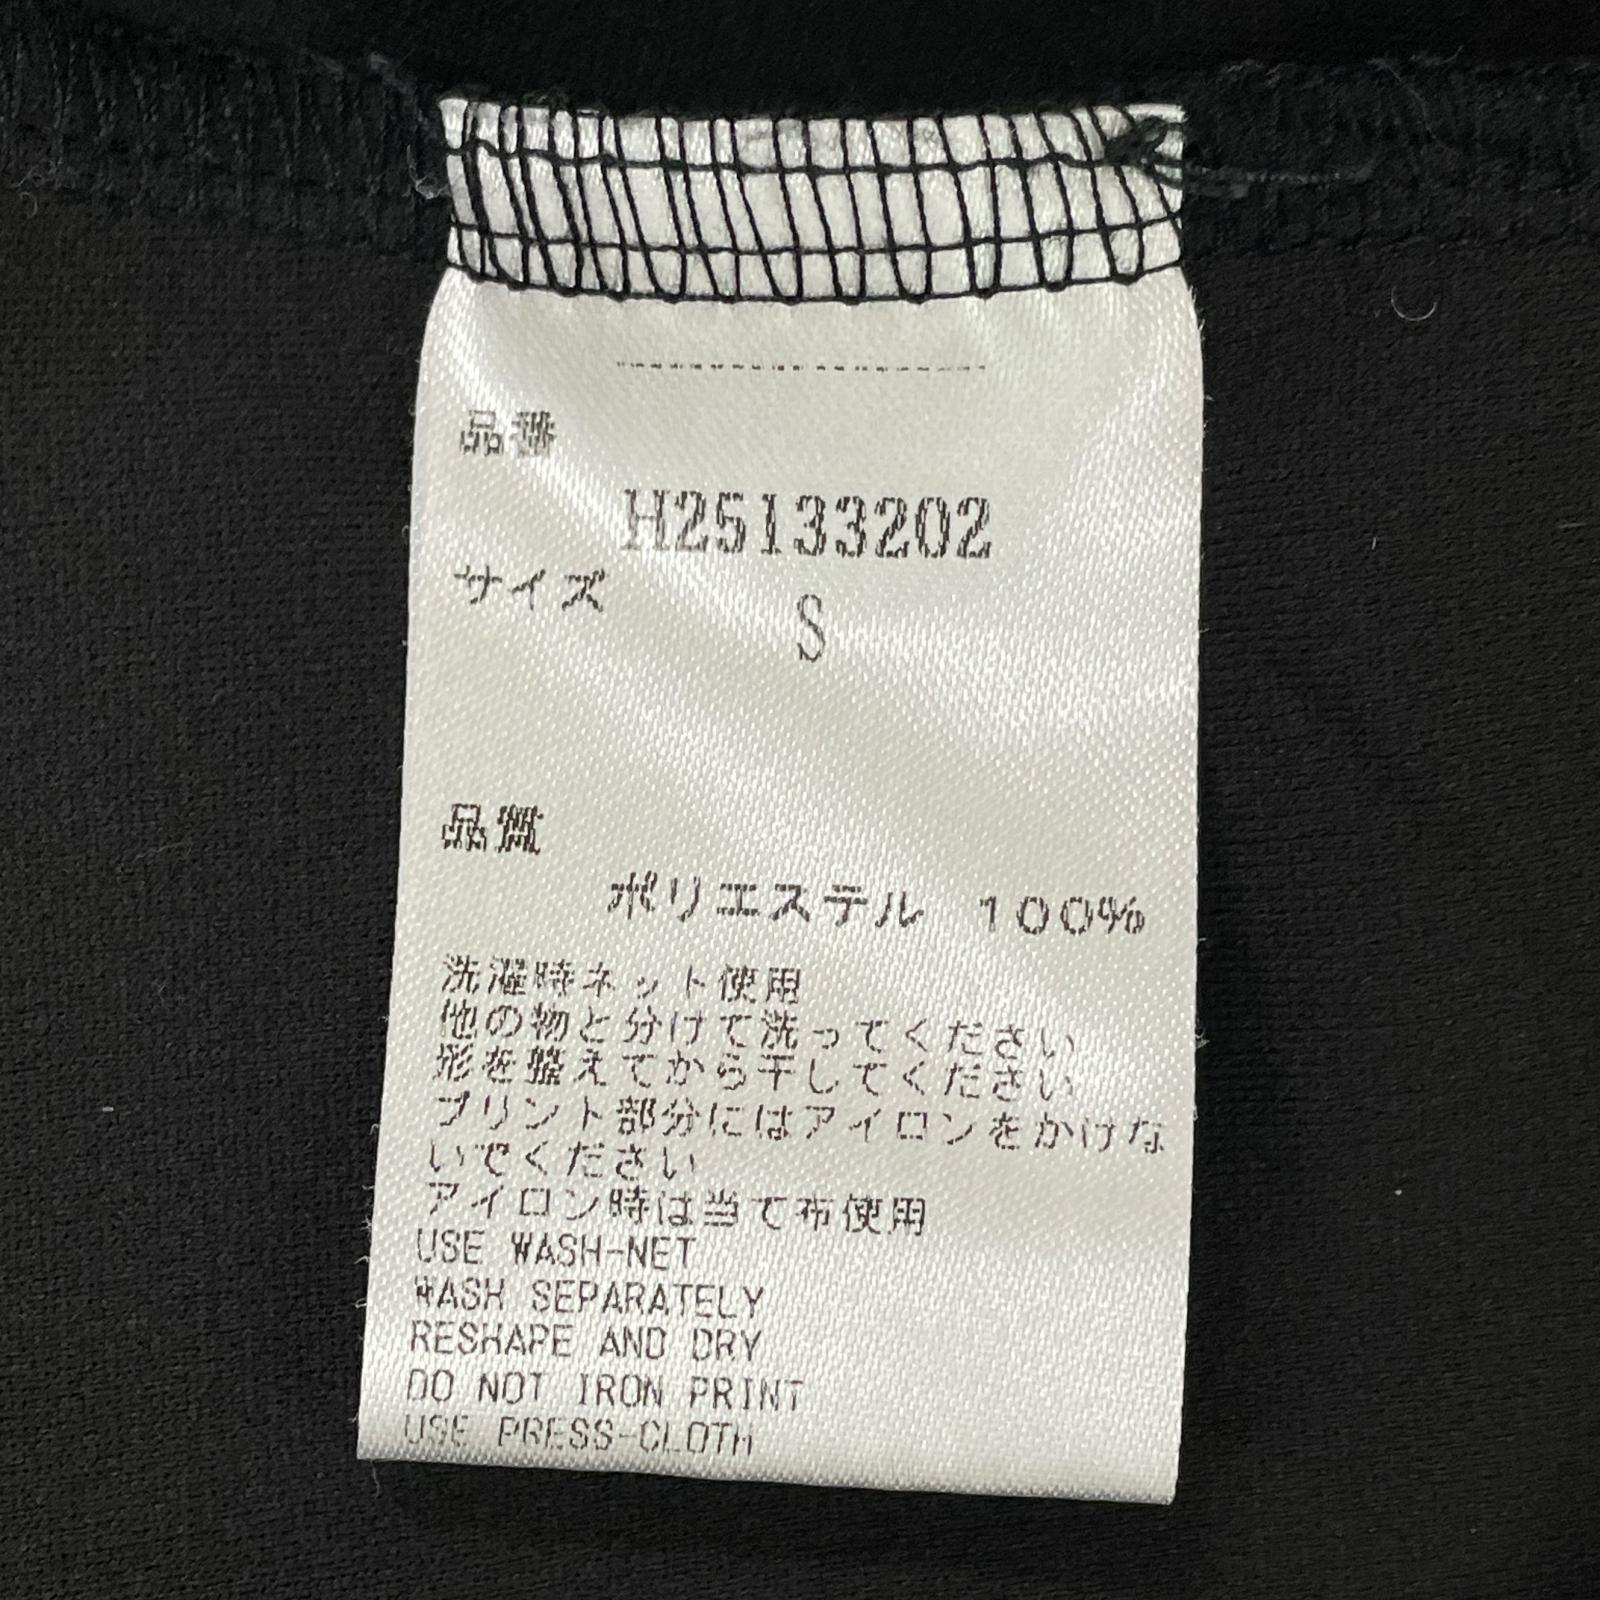 品番
H25133202
サイズ
S
品質
ポリエステル 100%
洗濯時ネット使用
他の物と分けて洗ってください
形を整えてから干してください
プリント部分にはアイロンをかけな
いでください
アイロン時は当て布使用
USE WASH-NET
WASH SEPARATELY
RESHAPE AND DRY
DO NOT IRON PRINT
USE PRESS-CLOTH